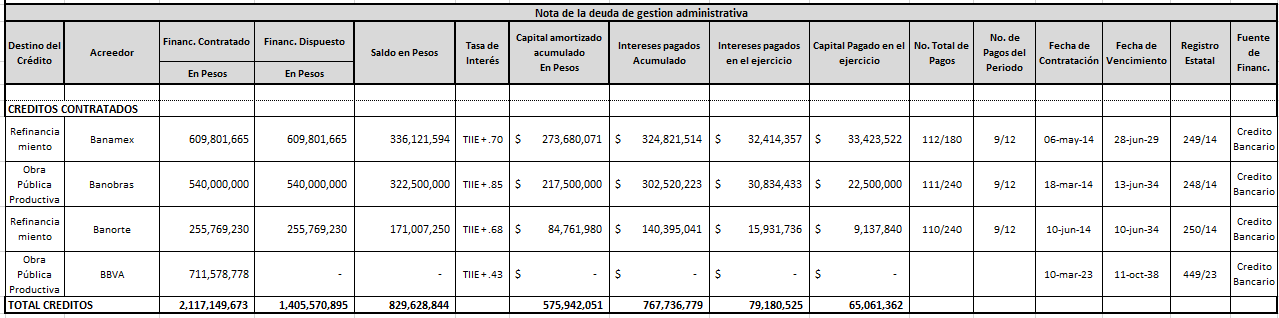 Nota de la deuda de gestion administrativa
Destino del Crédito | Acreedor | Financ. Contratado | Financ. Dispuesto | Saldo en Pesos | Tasa de Interés | Capital amortizado acumulado En Pesos | Intereses pagados Acumulado | Intereses pagados en el ejercicio | Capital Pagado en el ejercicio | No. Total de Pagos | No. de Pagos del Periodo | Fecha de Contratación | Fecha de Vencimiento | Registro Estatal | Fuente de Financ.
En Pesos | En Pesos
CREDITOS CONTRATADOS
Refinanciamiento | Banamex | 609,801,665 | 609,801,665 | 336,121,594 | TIIE + .70 | $ 273,680,071 | $ 324,821,514 | $ 32,414,357 | $ 33,423,522 | 112/180 | 9/12 | 06-may-14 | 28-jun-29 | 249/14 | Credito Bancario
Obra Pública Productiva | Banobras | 540,000,000 | 540,000,000 | 322,500,000 | TIIE + .85 | $ 217,500,000 | $ 302,520,223 | $ 30,834,433 | $ 22,500,000 | 111/240 | 9/12 | 18-mar-14 | 13-jun-34 | 248/14 | Credito Bancario
Refinanciamiento | Banorte | 255,769,230 | 255,769,230 | 171,007,250 | TIIE + .68 | $ 84,761,980 | $ 140,395,041 | $ 15,931,736 | $ 9,137,840 | 110/240 | 9/12 | 10-jun-14 | 10-jun-34 | 250/14 | Credito Bancario
Obra Pública Productiva | BBVA | 711,578,778 | - | - | TIIE + .43 | $ - | $ - | $ - | $ - | 10-mar-23 | 11-oct-38 | 449/23 | Credito Bancario
TOTAL CREDITOS | 2,117,149,673 | 1,405,570,895 | 829,628,844 | 575,942,051 | 767,736,779 | 79,180,525 | 65,061,362